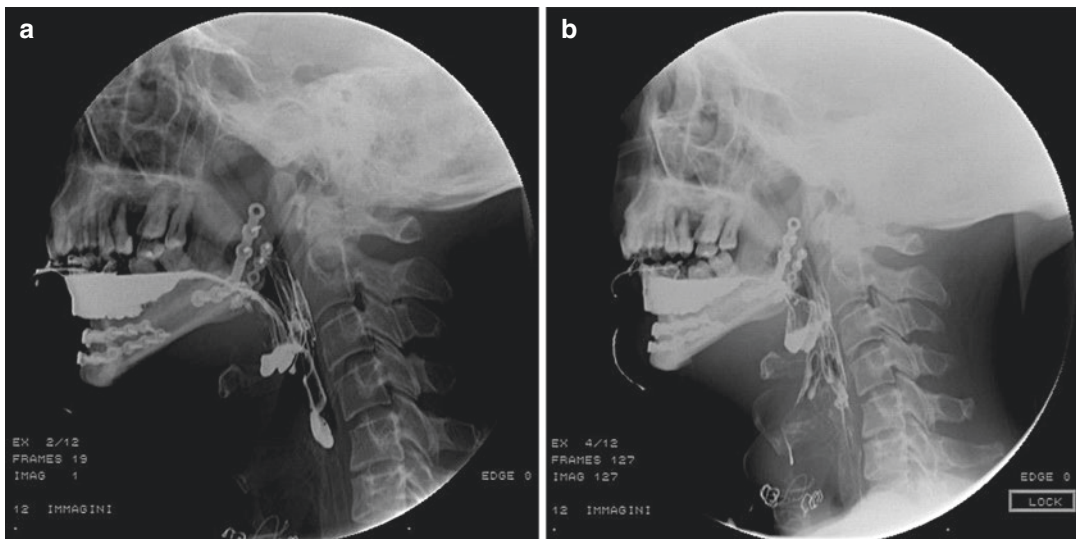 a
EX 2/12
FRAMES 19
IMAG 1
EDGE 0
12 IMMAGINI
b
EX 4/12
FRAMES 127
IMAG 127
EDGE 0
LOCK
12 IMMAGINI